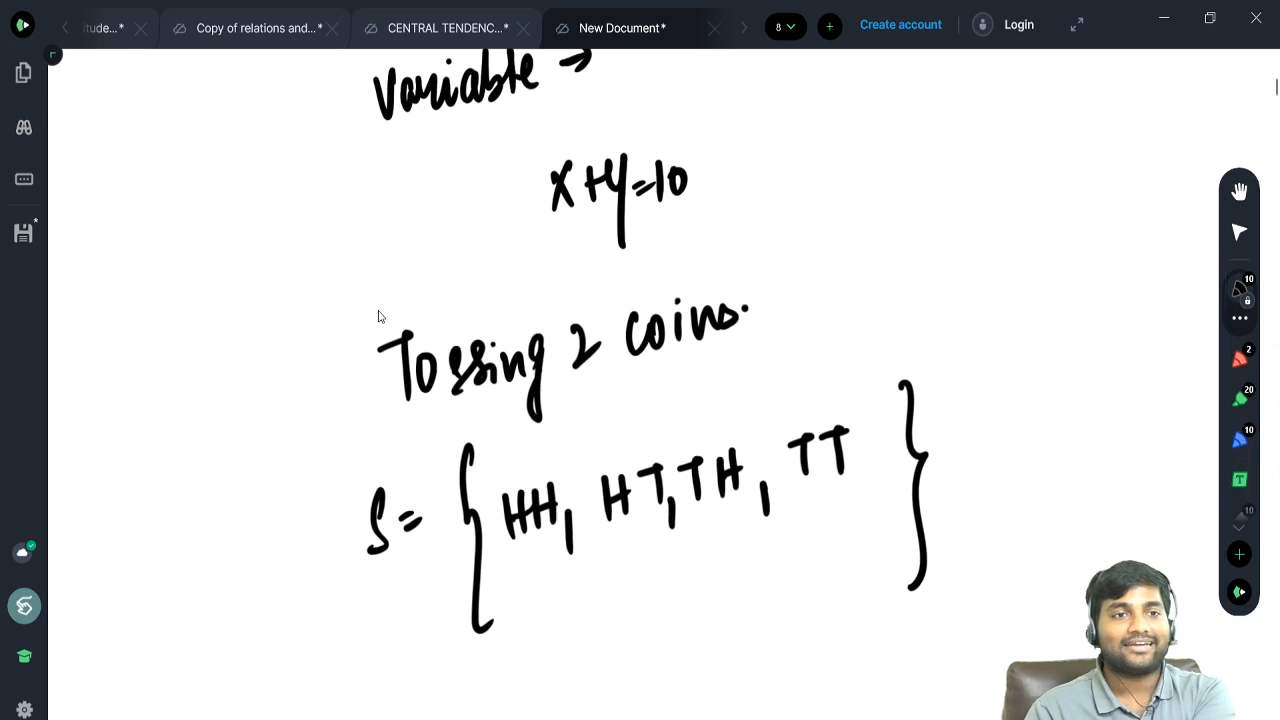 itude...*
Copy of relations and...*
CENTRAL TENDENC...*
New Document*
8
Create account
Login
variable →
x+y=10
Tossing 2 coins.
S= { HH, HT, TH, TT }
10
2
20
10
T
10